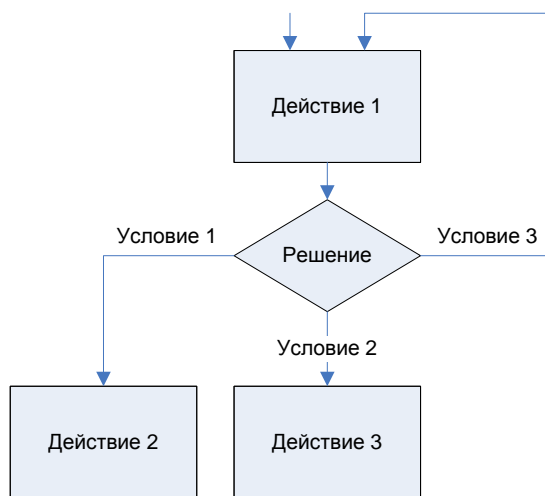 Действие 1
Условие 1
Решение
Условие 3
Условие 2
Действие 2
Действие 3